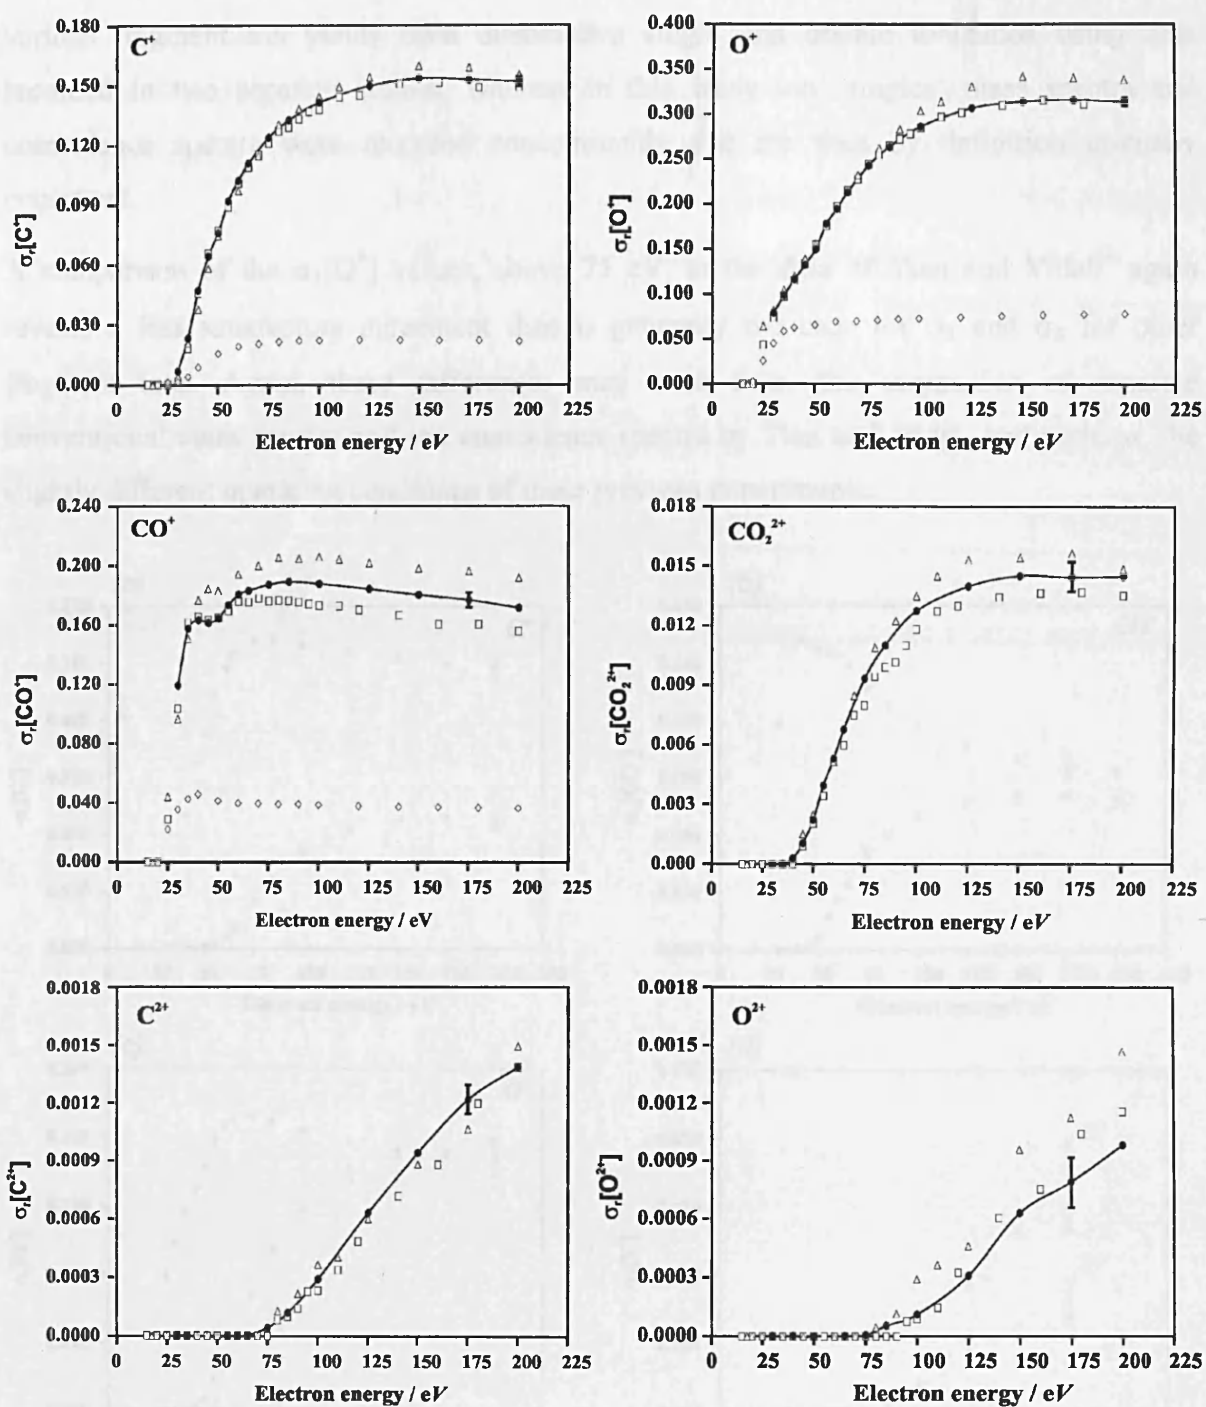 C⁺
σᵣ[C⁺]
0.180
0.150
0.120
0.090
0.060
0.030
0.000
0 25 50 75 100 125 150 175 200 225
Electron energy / eV
O⁺
σᵣ[O⁺]
0.400
0.350
0.300
0.250
0.200
0.150
0.100
0.050
0.000
0 25 50 75 100 125 150 175 200 225
Electron energy / eV
CO⁺
σᵣ[CO⁺]
0.240
0.200
0.160
0.120
0.080
0.040
0.000
0 25 50 75 100 125 150 175 200 225
Electron energy / eV
CO₂²⁺
σᵣ[CO₂²⁺]
0.018
0.015
0.012
0.009
0.006
0.003
0.000
0 25 50 75 100 125 150 175 200 225
Electron energy / eV
C²⁺
σᵣ[C²⁺]
0.0018
0.0015
0.0012
0.0009
0.0006
0.0003
0.0000
0 25 50 75 100 125 150 175 200 225
Electron energy / eV
O²⁺
σᵣ[O²⁺]
0.0018
0.0015
0.0012
0.0009
0.0006
0.0003
0.0000
0 25 50 75 100 125 150 175 200 225
Electron energy / eV